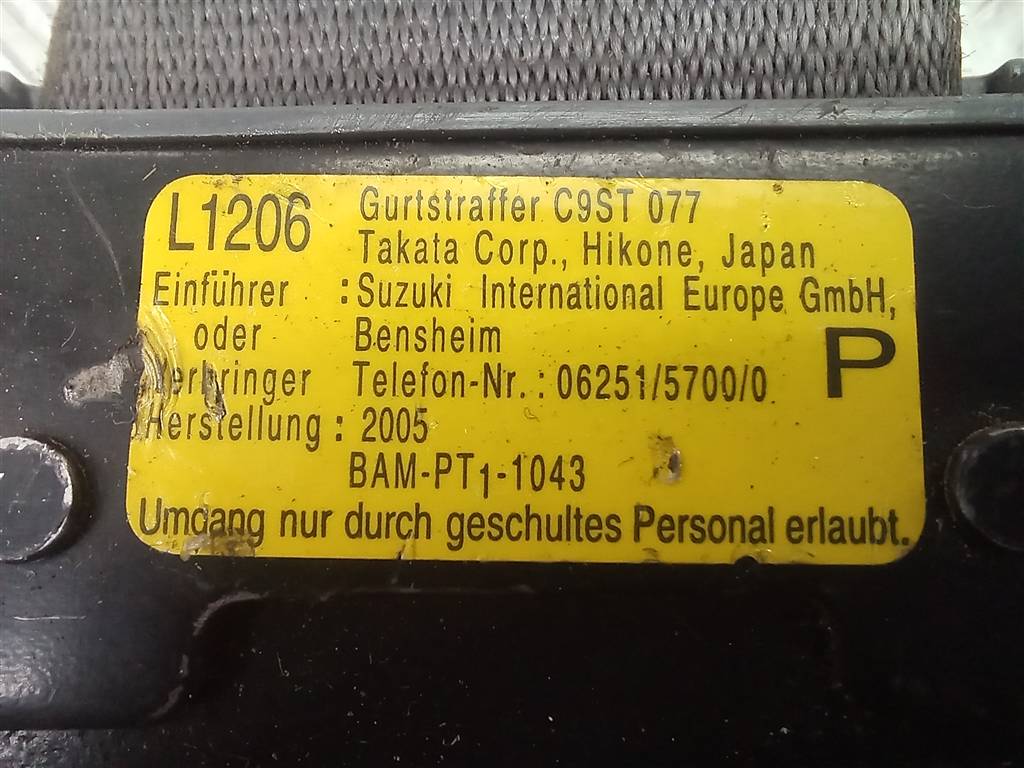 L1206 Gurtstraffer C9ST 077
Takata Corp., Hikone, Japan
Einführer : Suzuki International Europe GmbH,
oder Bensheim
Verbringer Telefon-Nr. : 06251/5700/0 P
Herstellung : 2005
BAM-PT1-1043
Umgang nur durch geschultes Personal erlaubt.